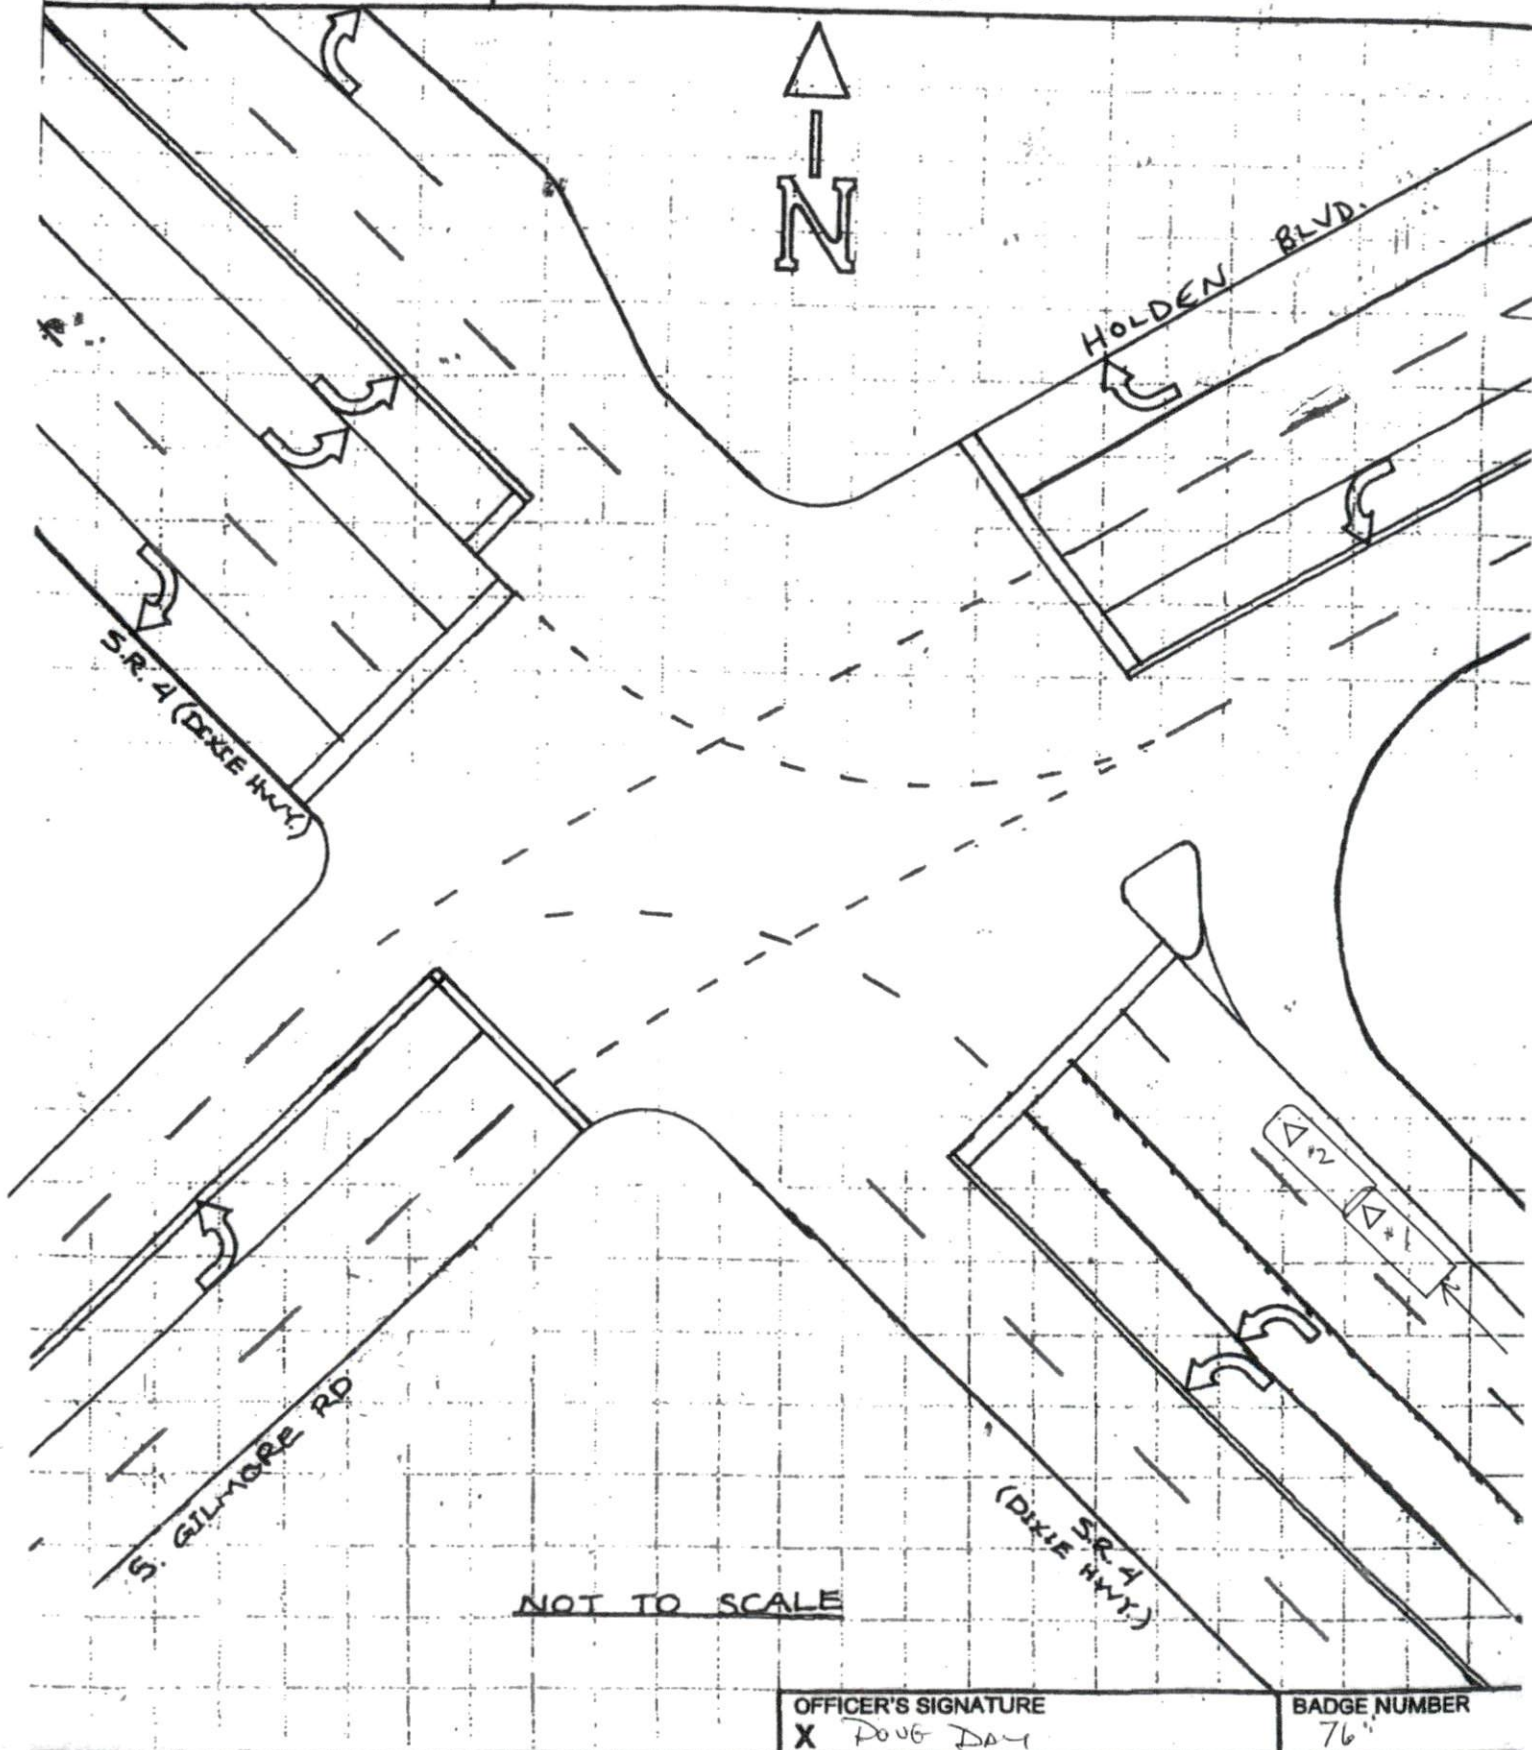 N
HOLDEN BLVD.
S.R. 4 (DIXIE HWY.)
#2
#1
S. GILMORE RD
S.R. 4
(DIXIE HWY.)
NOT TO SCALE
OFFICER'S SIGNATURE
BADGE NUMBER
X DOUG DAY
76